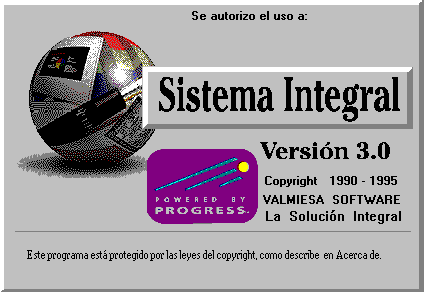 Se autorizo el uso a:
Sistema Integral
Versión 3.0
Copyright 1990 - 1995
VALMIESA SOFTWARE
La Solución Integral
POWERED BY
PROGRESS
Este programa está protegido por las leyes del copyright, como describe en Acerca de.